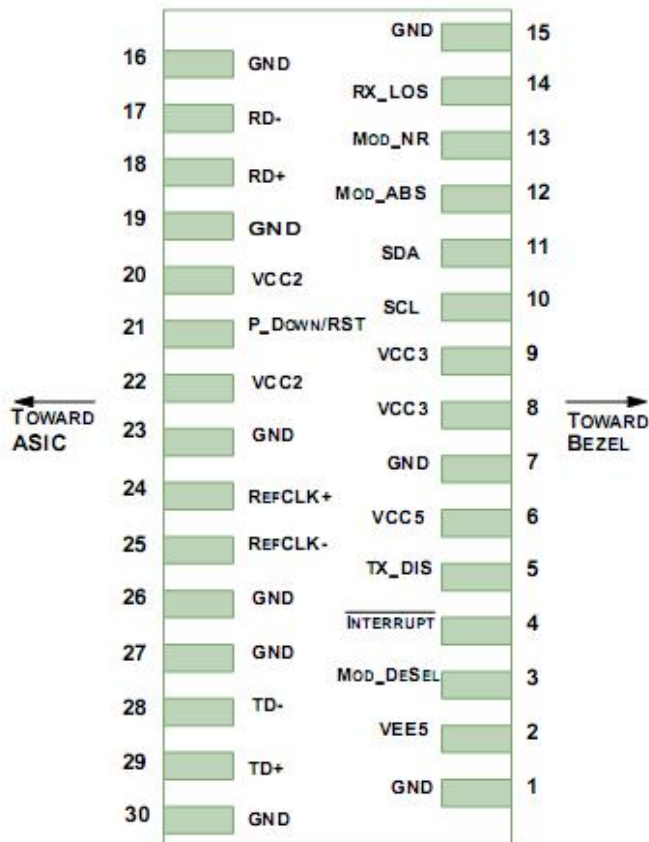 16 GND
17 RD-
18 RD+
19 GND
20 VCC2
21 P_DOWN/RST
22 VCC2
23 GND
24 REFCLK+
25 REFCLK-
26 GND
27 GND
28 TD-
29 TD+
30 GND
GND 15
RX_LOS 14
MOD_NR 13
MOD_ABS 12
SDA 11
SCL 10
VCC3 9
VCC3 8
GND 7
VCC5 6
TX_DIS 5
INTERRUPT 4
MOD_DESEL 3
VEE5 2
GND 1
TOWARD
ASIC
TOWARD
BEZEL